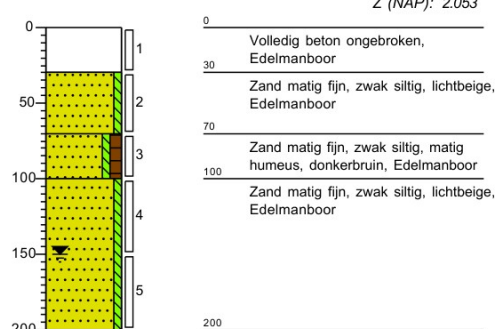 Z (NAP): 2.053
0
0
Volledig beton ongebroken,
Edelmanboor
1
30
Zand matig fijn, zwak siltig, lichtbeige,
Edelmanboor
50
2
70
Zand matig fijn, zwak siltig, matig
humeus, donkerbruin, Edelmanboor
3
100
100
Zand matig fijn, zwak siltig, lichtbeige,
Edelmanboor
4
150
5
200
200